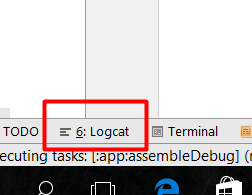 TODO 6: Logcat Terminal
ecuting tasks: [:app:assembleDebug]